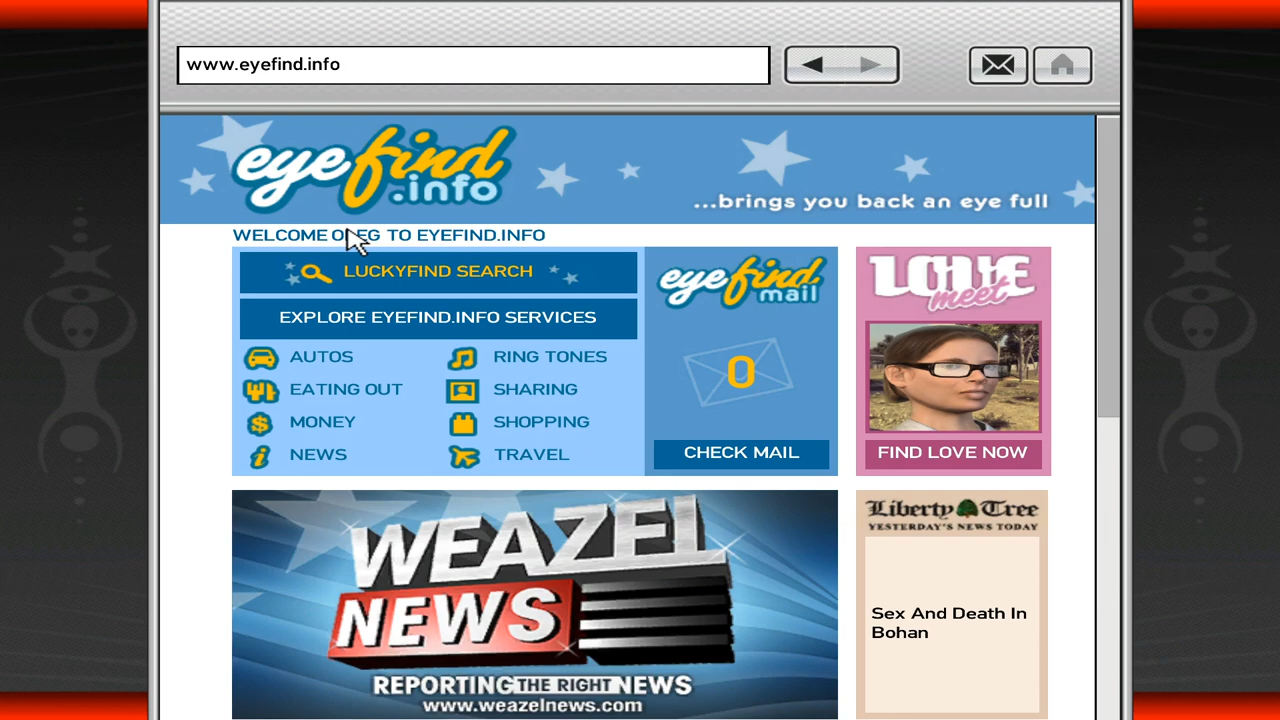 www.eyefind.info
eyefind
.info
...brings you back an eye full
WELCOME OLEG TO EYEFIND.INFO
LUCKYFIND SEARCH
EXPLORE EYEFIND.INFO SERVICES
AUTOS
RING TONES
EATING OUT
SHARING
MONEY
SHOPPING
NEWS
TRAVEL
eyefind
mail
0
CHECK MAIL
LOVE
meet
FIND LOVE NOW
WEAZEL
NEWS
REPORTING THE RIGHT NEWS
www.weazelnews.com
Liberty Tree
YESTERDAY'S NEWS TODAY
Sex And Death In
Bohan